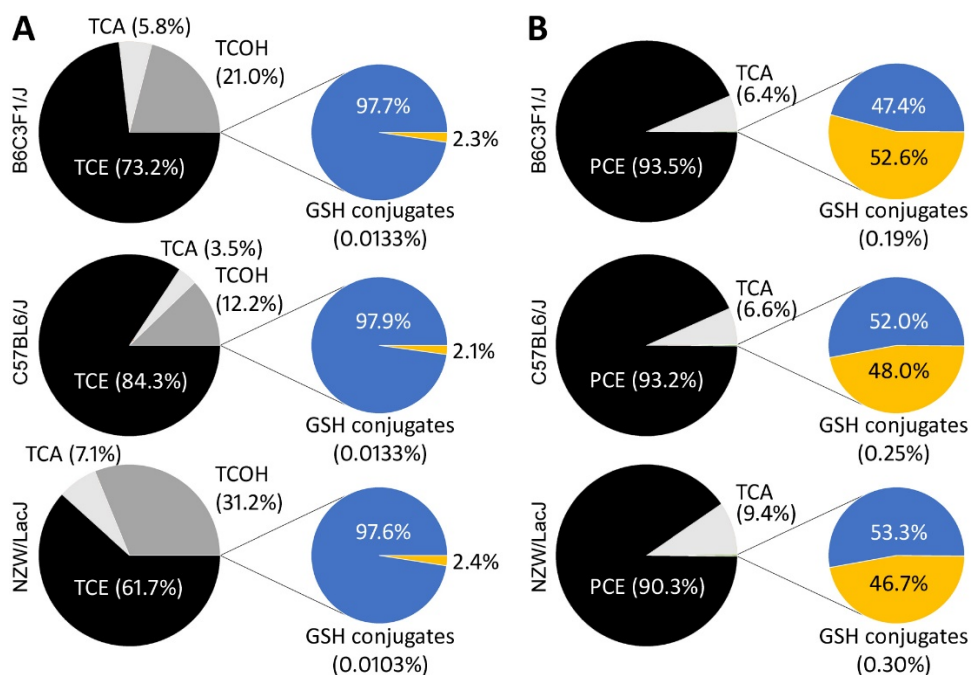 A
TCA (5.8%)
TCOH
(21.0%)
B6C3F1/J
TCE (73.2%)
97.7%
2.3%
GSH conjugates
(0.0133%)
TCA (3.5%)
TCOH
(12.2%)
C57BL6/J
TCE (84.3%)
97.9%
2.1%
GSH conjugates
(0.0133%)
TCA (7.1%)
TCOH
(31.2%)
NZW/LacJ
TCE (61.7%)
97.6%
2.4%
GSH conjugates
(0.0103%)
B
TCA
(6.4%)
B6C3F1/J
PCE (93.5%)
47.4%
52.6%
GSH conjugates
(0.19%)
TCA
(6.6%)
C57BL6/J
PCE (93.2%)
52.0%
48.0%
GSH conjugates
(0.25%)
TCA
(9.4%)
NZW/LacJ
PCE (90.3%)
53.3%
46.7%
GSH conjugates
(0.30%)